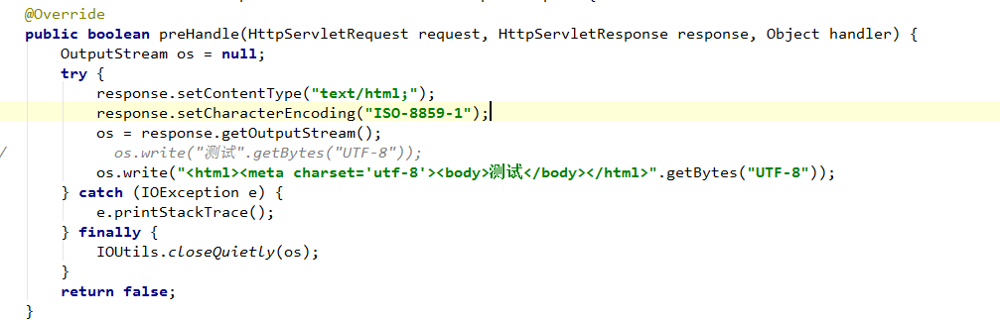 @Override
public boolean preHandle(HttpServletRequest request, HttpServletResponse response, Object handler) {
    OutputStream os = null;
    try {
        response.setContentType("text/html;");
        response.setCharacterEncoding("ISO-8859-1");
        os = response.getOutputStream();
/          os.write("测试".getBytes("UTF-8"));
        os.write("<html><meta charset='utf-8'><body>测试</body></html>".getBytes("UTF-8"));
    } catch (IOException e) {
        e.printStackTrace();
    } finally {
        IOUtils.closeQuietly(os);
    }
    return false;
}